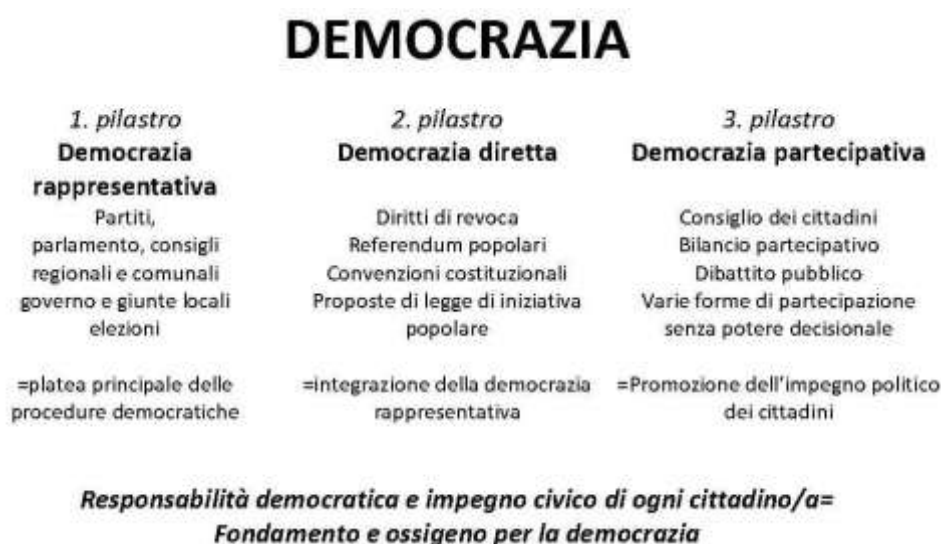 DEMOCRAZIA
1. pilastro
Democrazia
rappresentativa
Partiti,
parlamento, consigli
regionali e comunali
governo e giunte locali
elezioni
=platea principale delle
procedure democratiche
2. pilastro
Democrazia diretta
Diritti di revoca
Referendum popolari
Convenzioni costituzionali
Proposte di legge di iniziativa
popolare
=integrazione della democrazia
rappresentativa
3. pilastro
Democrazia partecipativa
Consiglio dei cittadini
Bilancio partecipativo
Dibattito pubblico
Varie forme di partecipazione
senza potere decisionale
=Promozione dell'impegno politico
dei cittadini
Responsabilità democratica e impegno civico di ogni cittadino/a=
Fondamento e ossigeno per la democrazia